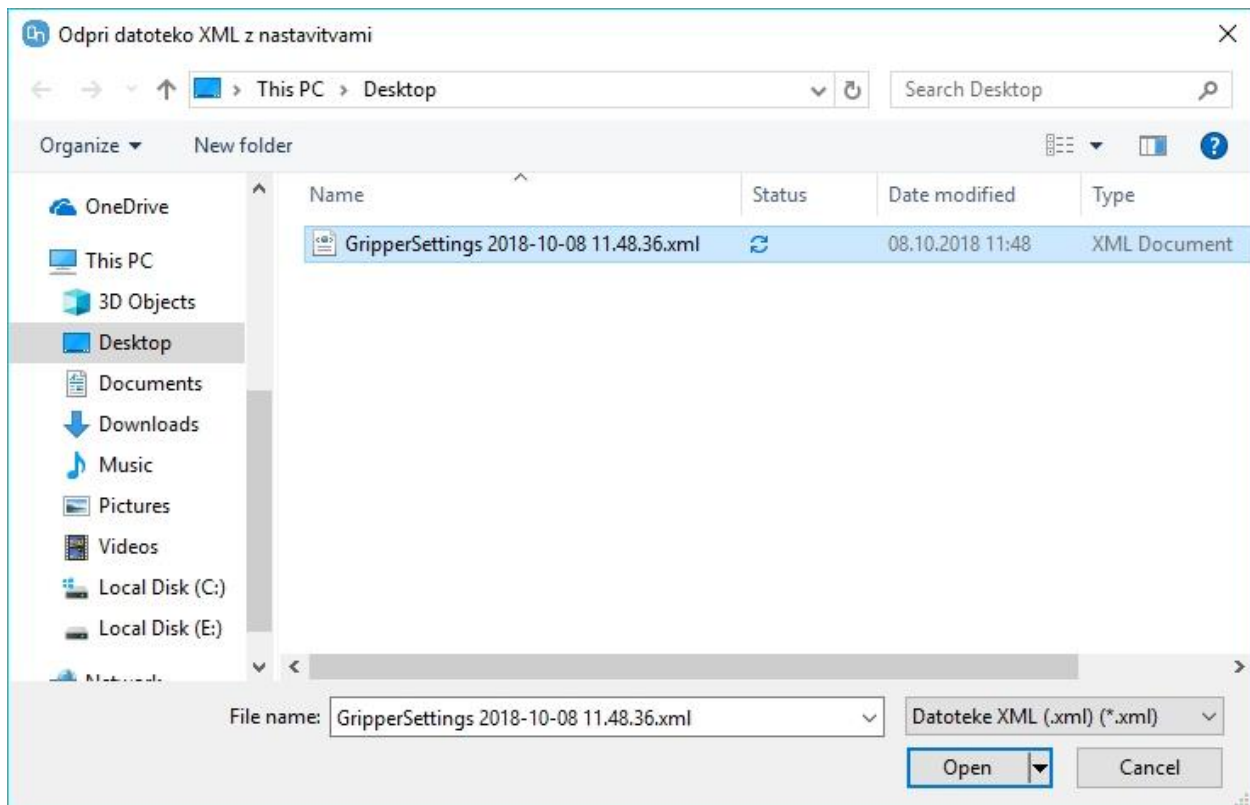 Odpri datoteko XML z nastavitvami
This PC > Desktop
Search Desktop
Organize
New folder
Name
Status
Date modified
Type
OneDrive
GripperSettings 2018-10-08 11.48.36.xml
08.10.2018 11:48
XML Document
This PC
3D Objects
Desktop
Documents
Downloads
Music
Pictures
Videos
Local Disk (C:)
Local Disk (E:)
File name:
GripperSettings 2018-10-08 11.48.36.xml
Datoteke XML (.xml) (*.xml)
Open
Cancel